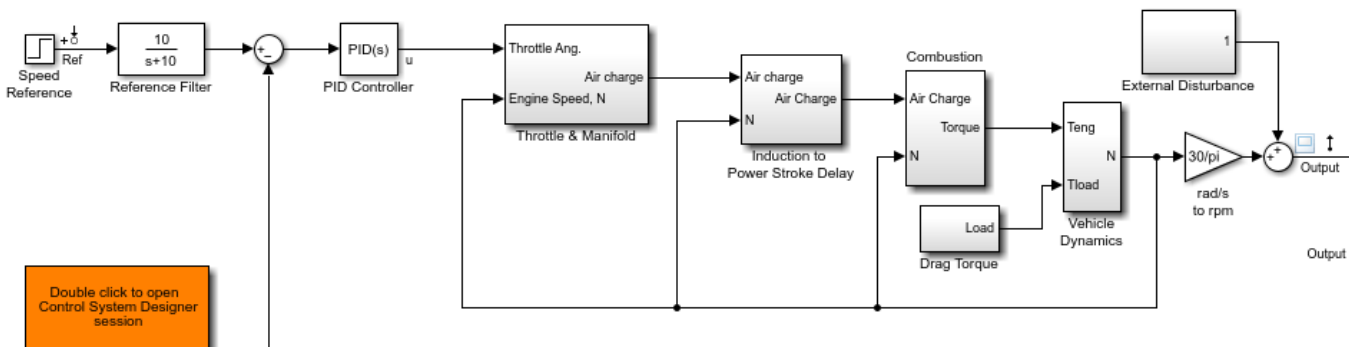 Speed
Reference
+
Ref
10
s+10
Reference Filter
+
−
PID(s)
u
PID Controller
Throttle Ang.
Air charge
Engine Speed, N
Throttle & Manifold
Air charge
Air Charge
N
Induction to
Power Stroke Delay
Combustion
Air Charge
Torque
N
Load
Drag Torque
Teng
N
Tload
Vehicle
Dynamics
1
External Disturbance
30/pi
rad/s
to rpm
+
+
Output
Output
Double click to open
Control System Designer
session